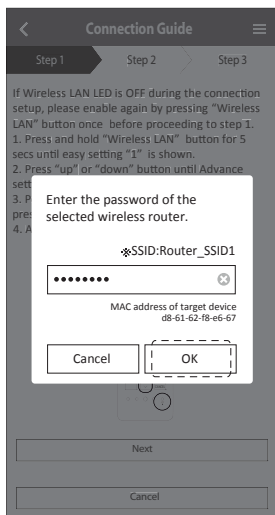 Connection Guide
Step 1 Step 2 Step 3
If Wireless LAN LED is OFF during the connection
setup, please enable again by pressing “Wireless
LAN” button once before proceeding to step 1.
1. Press and hold “Wireless LAN” button for 5
secs until easy setting “1” is shown.
2. Press “up” or “down” button until Advance
Enter the password of the
selected wireless router.
※SSID:Router_SSID1
••••••••
MAC address of target device
d8-61-62-f8-e6-67
Cancel OK
Next
Cancel